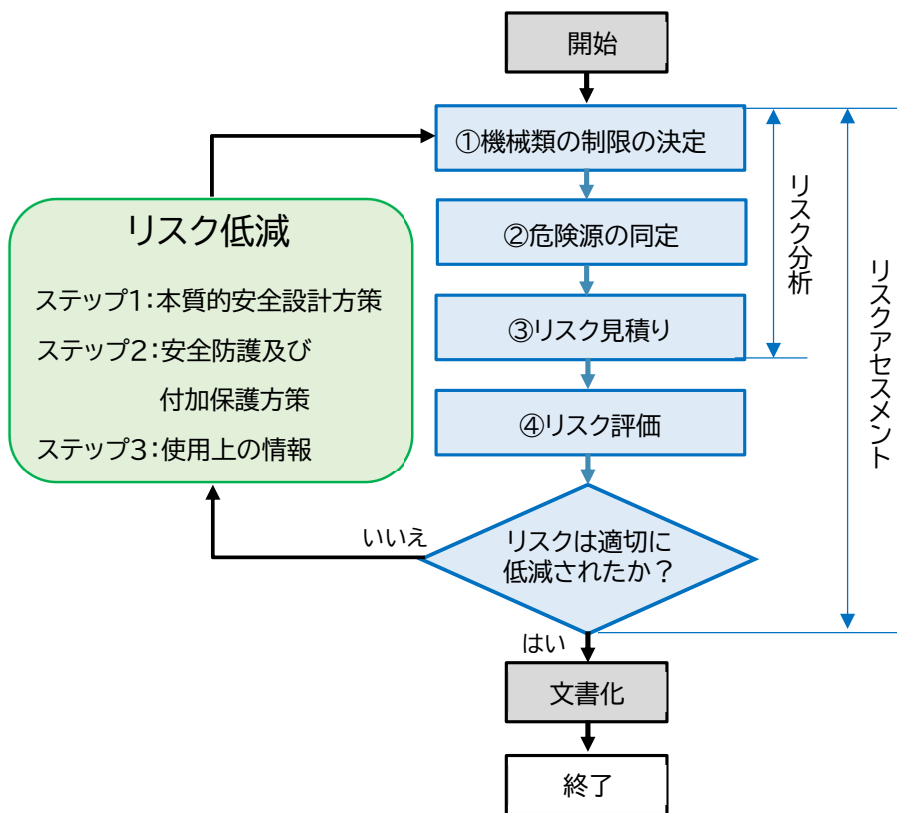 開始
①機械類の制限の決定
②危険源の同定
③リスク見積り
④リスク評価
リスクは適切に
低減されたか？
いいえ
はい
文書化
終了
リスク低減
ステップ1：本質的安全設計方策
ステップ2：安全防護及び
付加保護方策
ステップ3：使用上の情報
リスク分析
リスクアセスメント